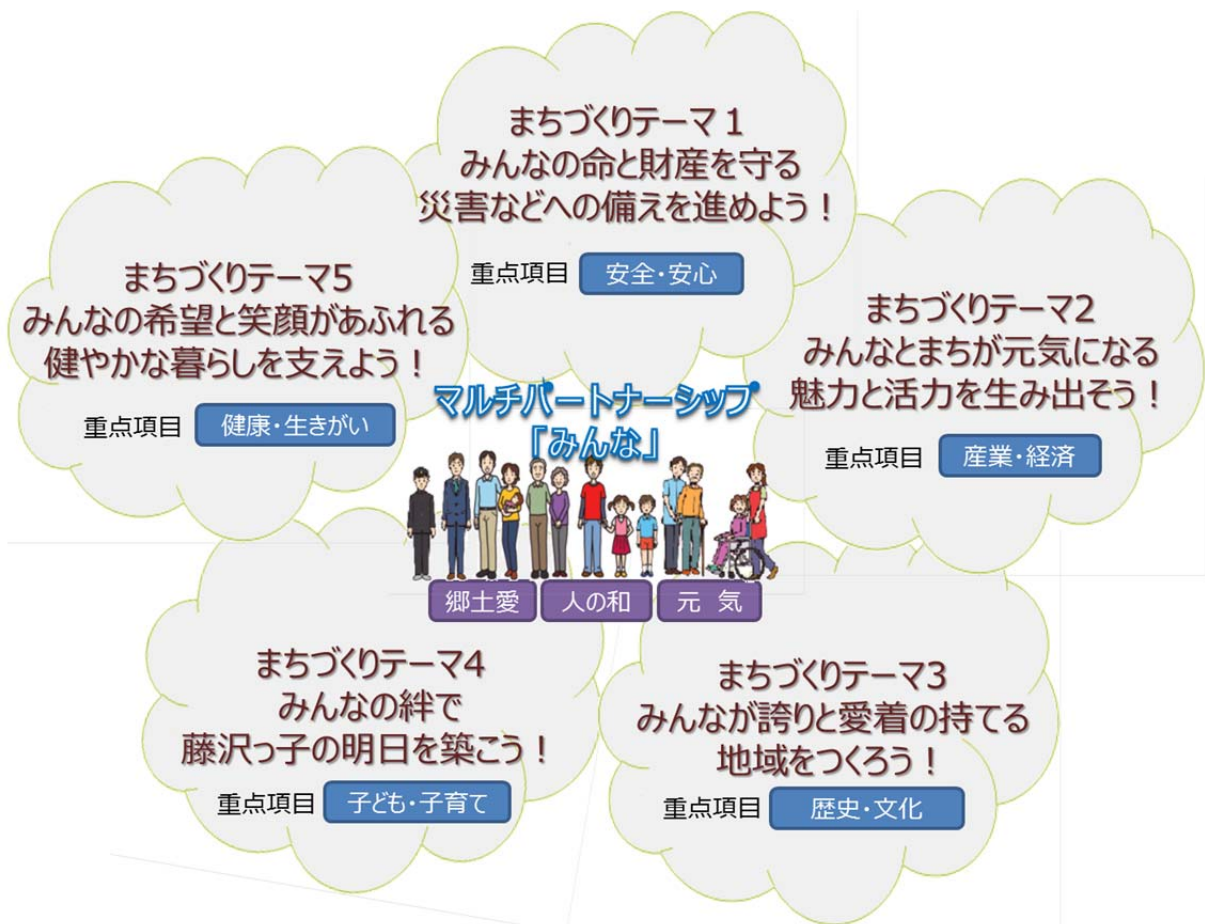 まちづくりテーマ１
みんなの命と財産を守る
災害などへの備えを進めよう！
重点項目 安全・安心
まちづくりテーマ2
みんなとまちが元気になる
魅力と活力を生み出そう！
重点項目 産業・経済
まちづくりテーマ3
みんなが誇りと愛着の持てる
地域をつくろう！
重点項目 歴史・文化
まちづくりテーマ4
みんなの絆で
藤沢っ子の明日を築こう！
重点項目 子ども・子育て
まちづくりテーマ5
みんなの希望と笑顔があふれる
健やかな暮らしを支えよう！
重点項目 健康・生きがい
マルチパートナーシップ
「みんな」
郷土愛 人の和 元　気